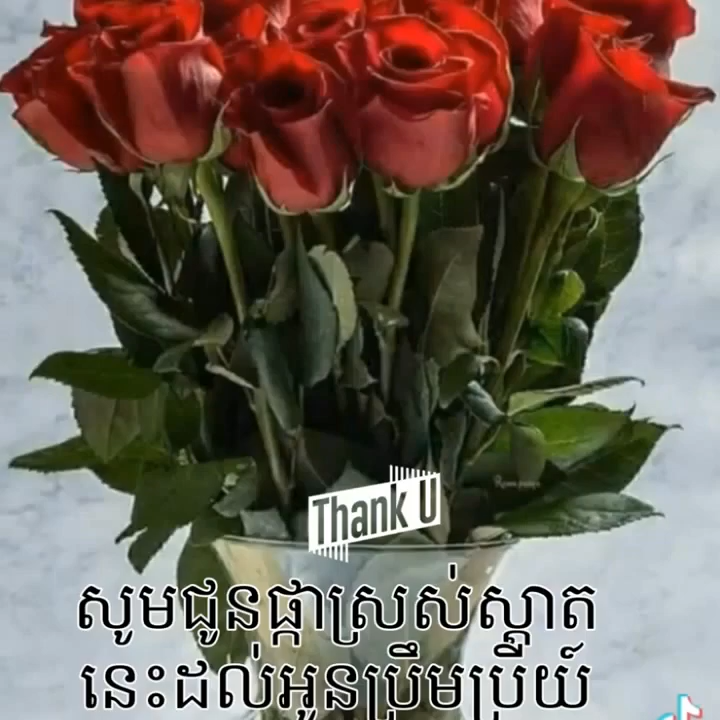 Thank U
សូមជូនផ្កាស្រស់ស្អាត
នេះដល់អូនប្រឹមប្រិយ៍